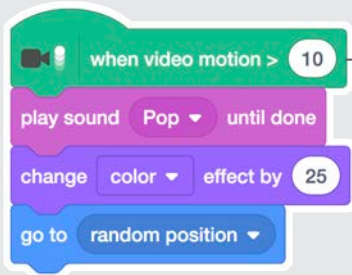 when video motion > 10
play sound Pop until done
change color effect by 25
go to random position